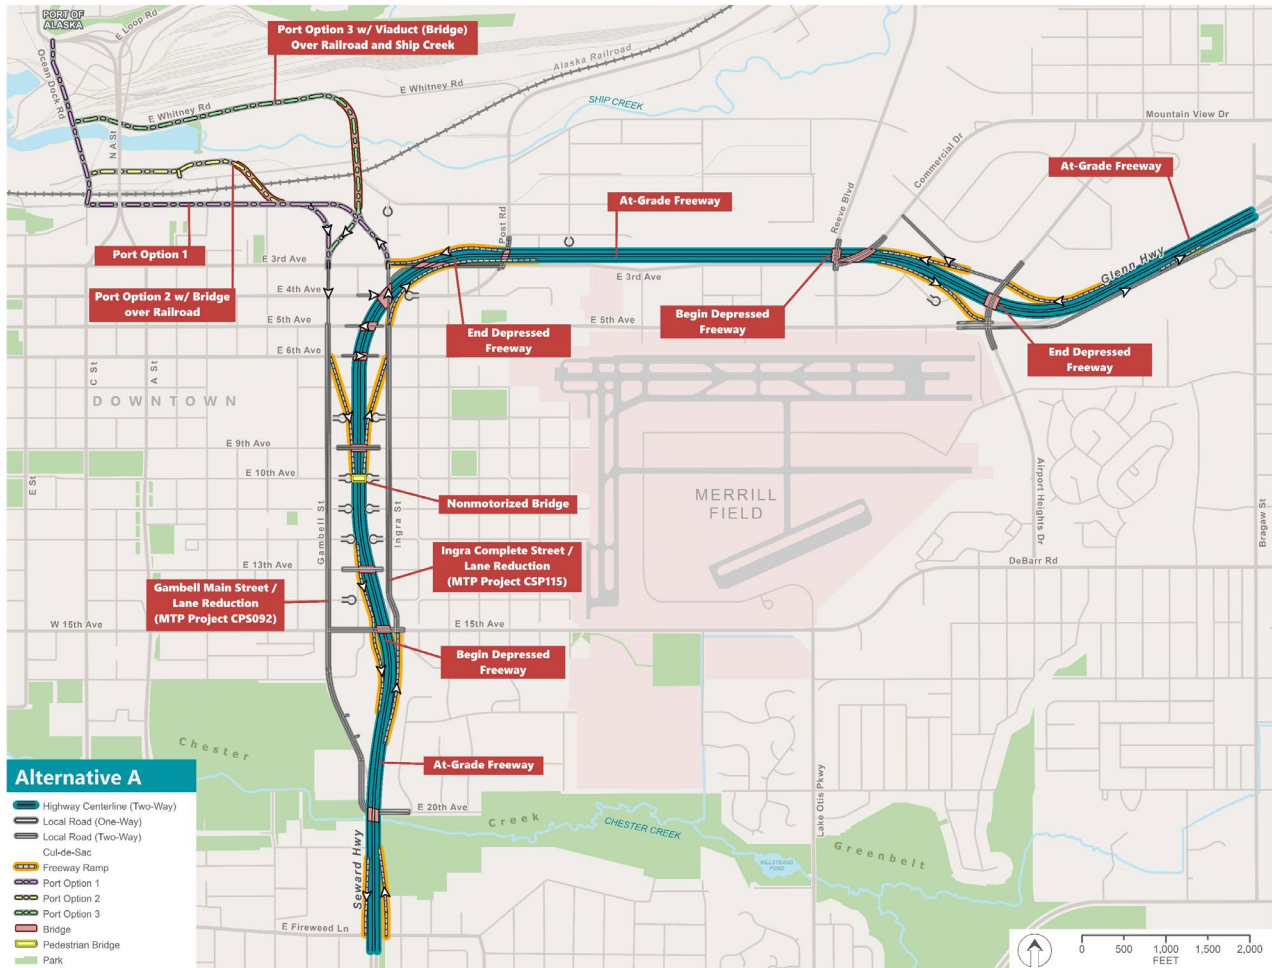 PORT OF
ALASKA
E Loop Rd
Ocean Dock Rd
Port Option 3 w/ Viaduct (Bridge)
Over Railroad and Ship Creek
Alaska Railroad
E Whitney Rd
E Whitney Rd
SHIP CREEK
N A St
Mountain View Dr
Commercial Dr
At-Grade Freeway
At-Grade Freeway
Reeve Blvd
Post Rd
Port Option 1
E 3rd Ave
E 3rd Ave
Glenn Hwy
Port Option 2 w/ Bridge
over Railroad
E 4th Ave
E 5th Ave
E 5th Ave
End Depressed
Freeway
Begin Depressed
Freeway
End Depressed
Freeway
E 6th Ave
C St
A St
DOWNTOWN
E 9th Ave
E 10th Ave
E St
Gambell St
Ingra St
Nonmotorized Bridge
MERRILL
FIELD
Airport Heights Dr
Bragaw St
Ingra Complete Street /
Lane Reduction
(MTP Project CSP115)
E 13th Ave
DeBarr Rd
Gambell Main Street /
Lane Reduction
(MTP Project CPS092)
W 15th Ave
E 15th Ave
Begin Depressed
Freeway
Chester
At-Grade Freeway
E 20th Ave
Creek
CHESTER CREEK
Lake Otis Pkwy
Greenbelt
HILLSTRAND
POND
Seward Hwy
E Fireweed Ln
Alternative A
Highway Centerline (Two-Way)
Local Road (One-Way)
Local Road (Two-Way)
Cul-de-Sac
Freeway Ramp
Port Option 1
Port Option 2
Port Option 3
Bridge
Pedestrian Bridge
Park
0 500 1,000 1,500 2,000
FEET